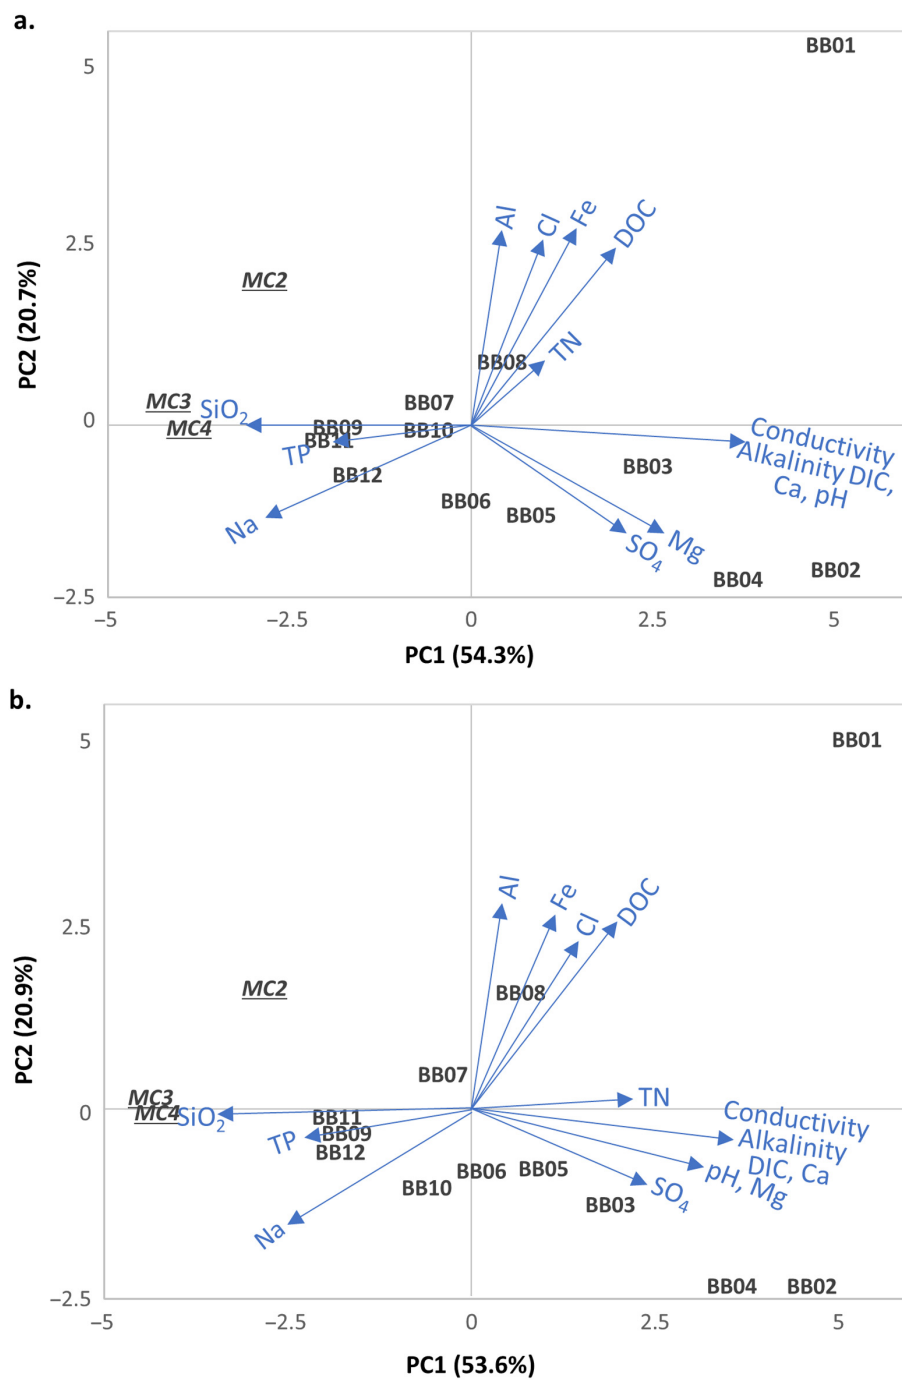 a.
BB01
5
Al
Cl
Fe
DOC
2.5
MC2
PC2 (20.7%)
TN
BB08
MC3
SiO2
BB07
0
MC4
BB09
BB10
BB11
TP
Conductivity
Alkalinity DIC,
Ca, pH
BB03
BB12
BB06
BB05
Na
SO4
Mg
BB04
BB02
−2.5
−5
−2.5
0
2.5
5
PC1 (54.3%)
b.
BB01
5
Al
Fe
Cl
DOC
2.5
MC2
BB08
PC2 (20.9%)
BB07
MC3
TN
0
MC4
SiO2
BB11
BB09
TP
BB12
Conductivity
Alkalinity
DIC, Ca
pH, Mg
BB06
BB05
BB10
SO4
BB03
Na
BB04
BB02
−2.5
−5
−2.5
0
2.5
5
PC1 (53.6%)